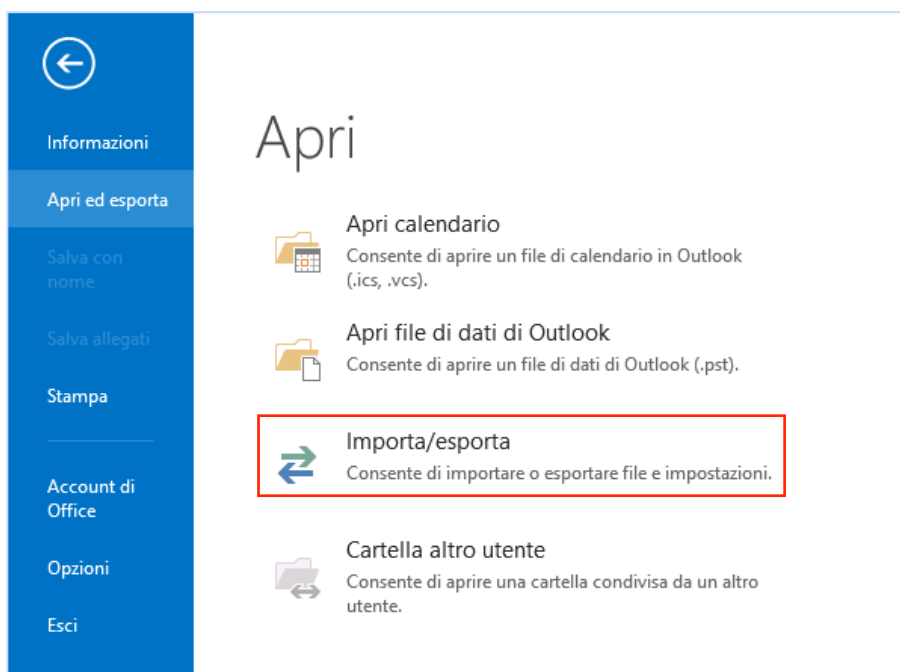 Informazioni
Apri ed esporta
Salva con
nome
Salva allegati
Stampa
Account di
Office
Opzioni
Esci
Apri
Apri calendario
Consente di aprire un file di calendario in Outlook
(.ics, .vcs).
Apri file di dati di Outlook
Consente di aprire un file di dati di Outlook (.pst).
Importa/esporta
Consente di importare o esportare file e impostazioni.
Cartella altro utente
Consente di aprire una cartella condivisa da un altro
utente.